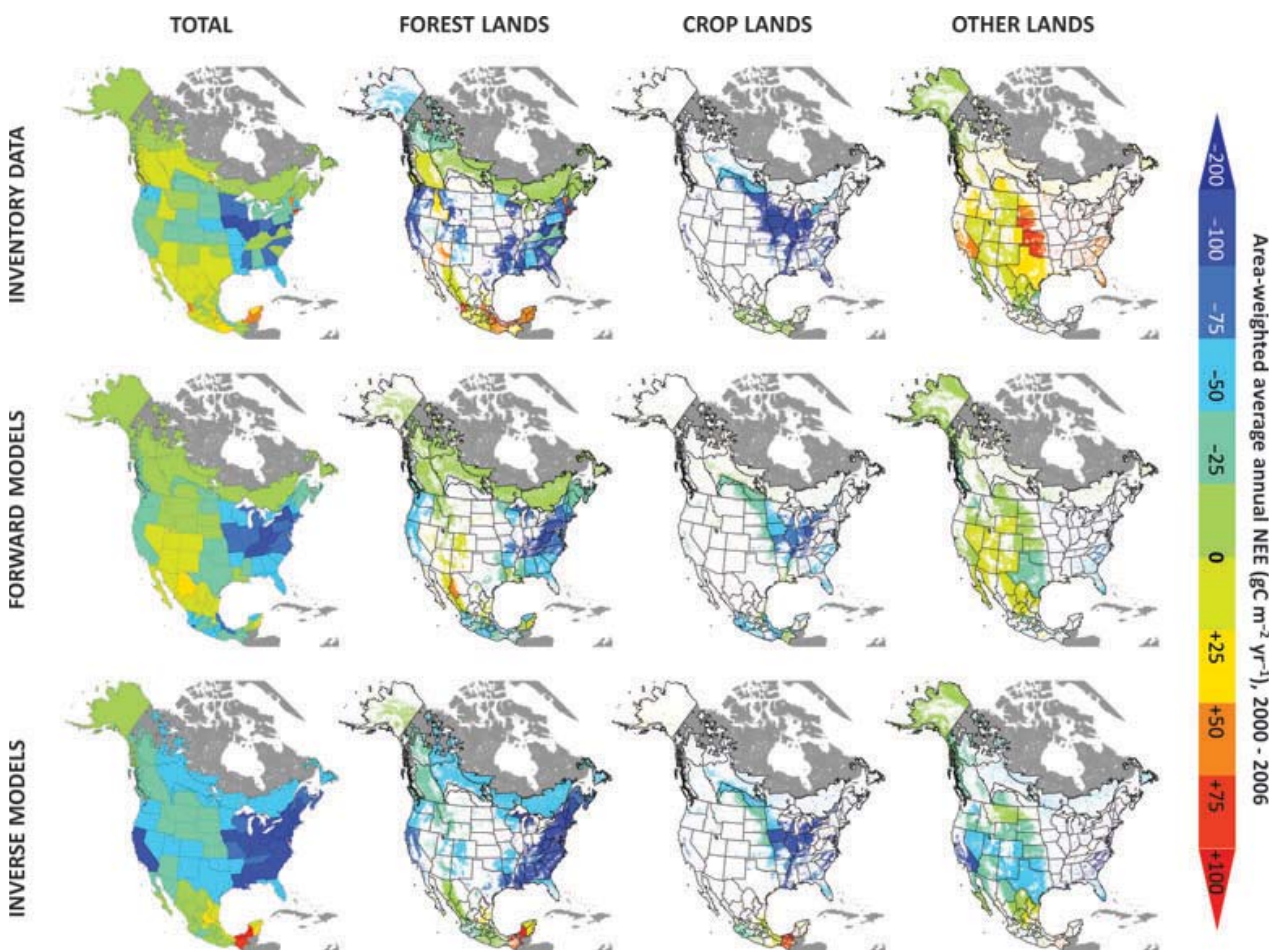 TOTAL
FOREST LANDS
CROP LANDS
OTHER LANDS
INVENTORY DATA
FORWARD MODELS
INVERSE MODELS
−200
−100
−75
−50
−25
0
+25
+50
+75
+100
Area-weighted average annual NEE (gC m⁻² yr⁻¹), 2000 - 2006